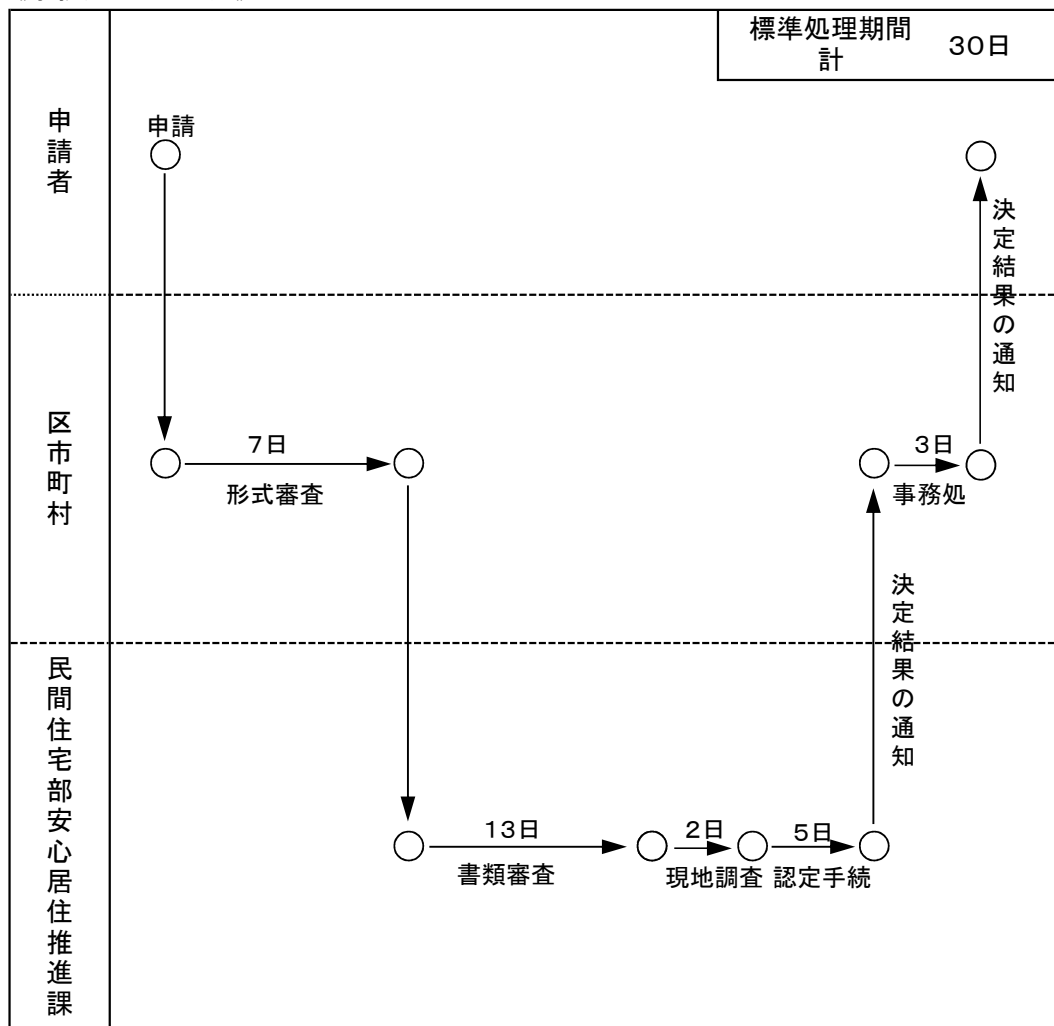 標準処理期間
計
30日
申請者
申請
決定結果の通知
区市町村
7日
形式審査
3日
事務処
決定結果の通知
民間住宅部安心居住推進課
13日
書類審査
2日
現地調査
5日
認定手続